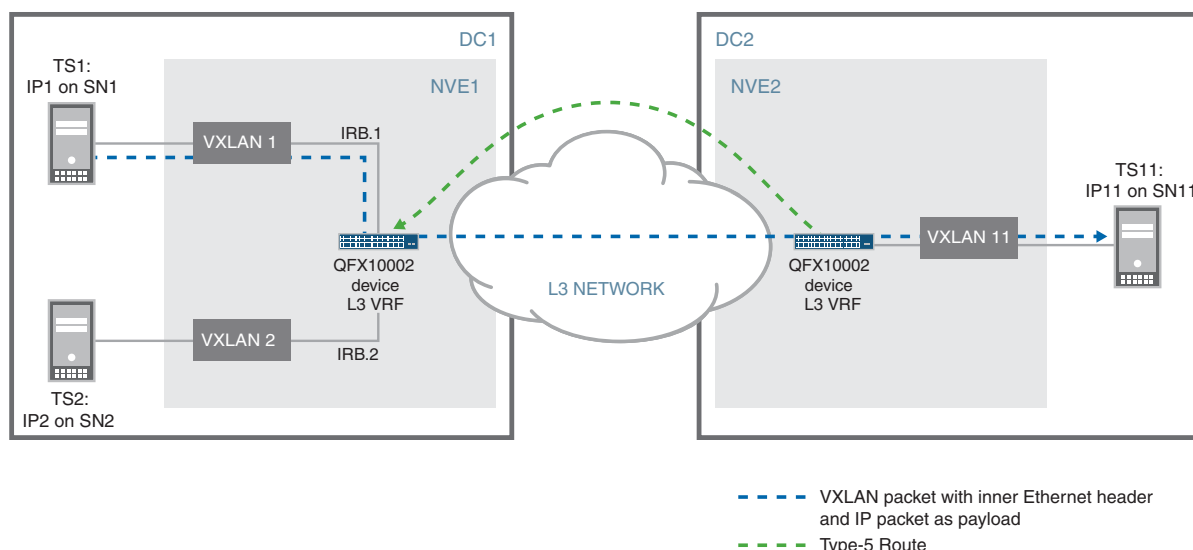 DC1
DC2
TS1:
IP1 on SN1
NVE1
NVE2
VXLAN 1
IRB.1
TS11:
IP11 on SN11
VXLAN 11
QFX10002
device
L3 VRF
L3 NETWORK
QFX10002
device
L3 VRF
VXLAN 2
IRB.2
TS2:
IP2 on SN2
VXLAN packet with inner Ethernet header
and IP packet as payload
Type-5 Route